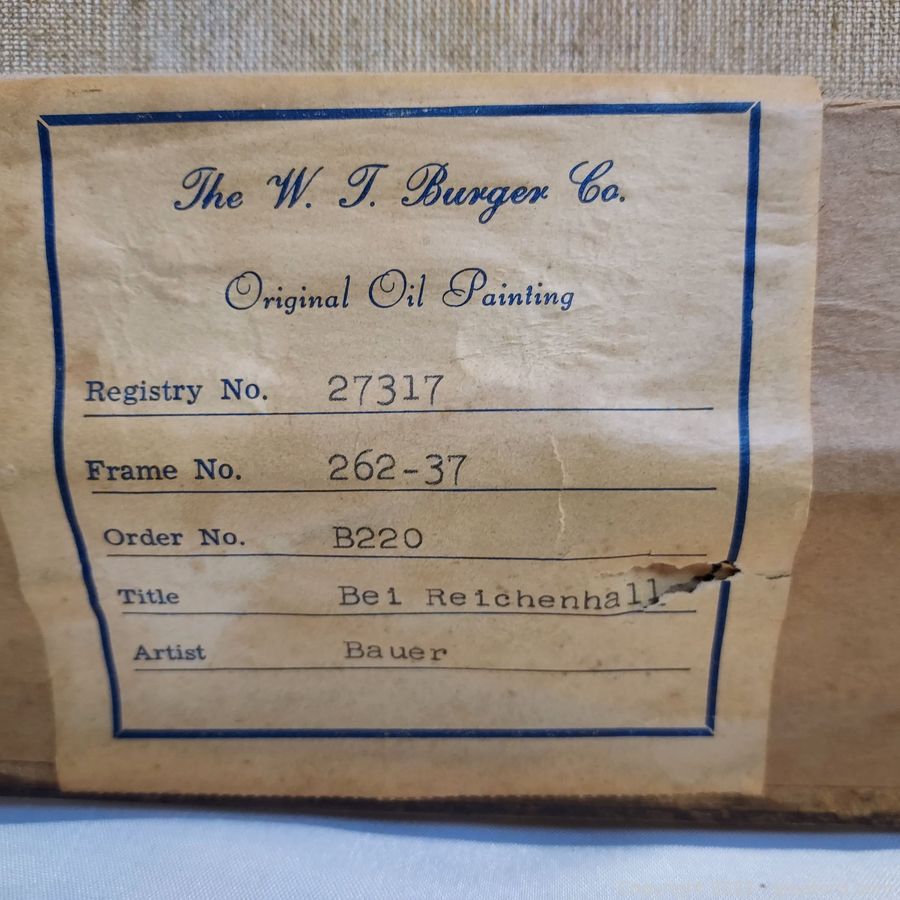 The W. T. Burger Co.
Original Oil Painting
Registry No. 27317
Frame No. 262-37
Order No. B220
Title Bei Reichenhall
Artist Bauer